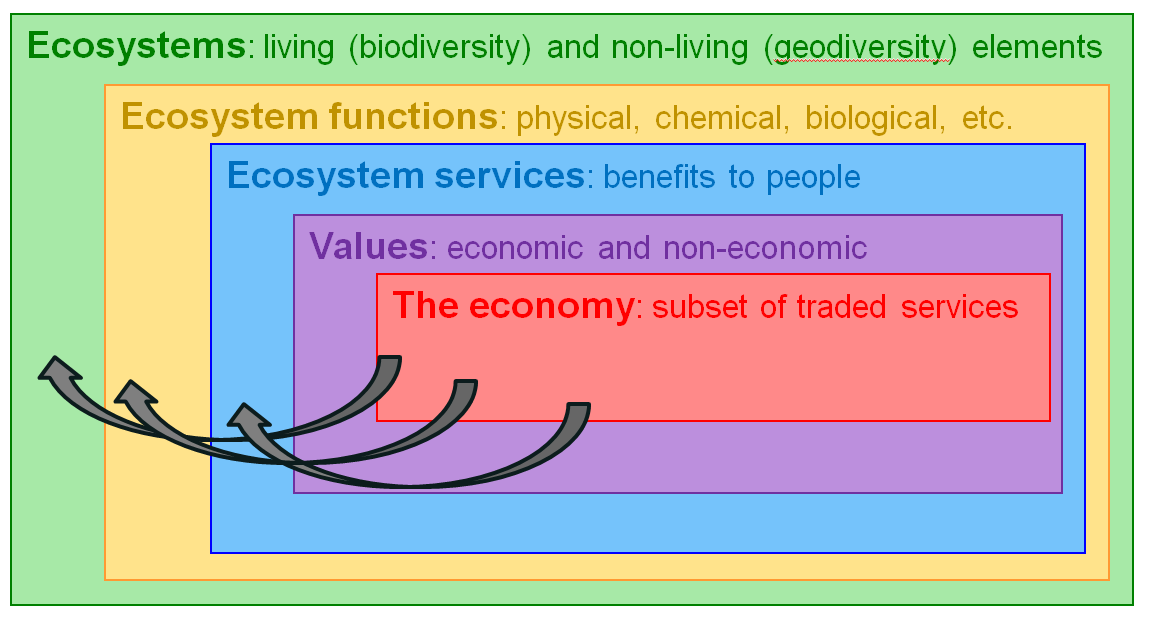 Ecosystems: living (biodiversity) and non-living (geodiversity) elements
Ecosystem functions: physical, chemical, biological, etc.
Ecosystem services: benefits to people
Values: economic and non-economic
The economy: subset of traded services